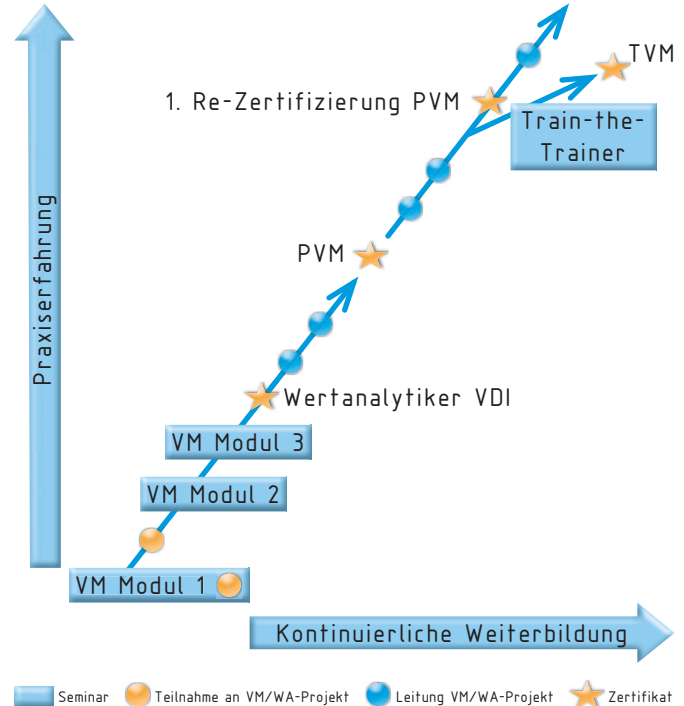 TVM
1. Re-Zertifizierung PVM
Train-the-
Trainer
Praxiserfahrung
PVM
Wertanalytiker VDI
VM Modul 3
VM Modul 2
VM Modul 1
Kontinuierliche Weiterbildung
Seminar
Teilnahme an VM/WA-Projekt
Leitung VM/WA-Projekt
Zertifikat